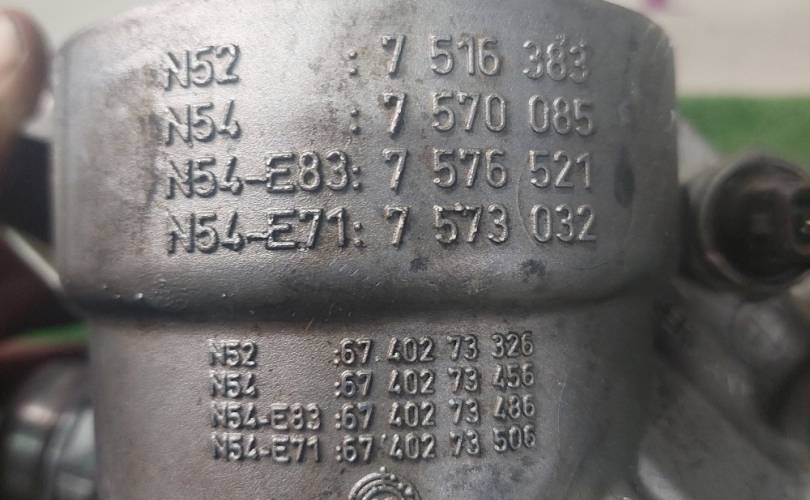 N52 : 7 516 383
N54 : 7 570 085
N54-E83: 7 576 521
N54-E71: 7 573 032
N52 :67 402 73 326
N54 :67 402 73 456
N54-E83 :67 402 73 486
N54-E71 :67 402 73 506